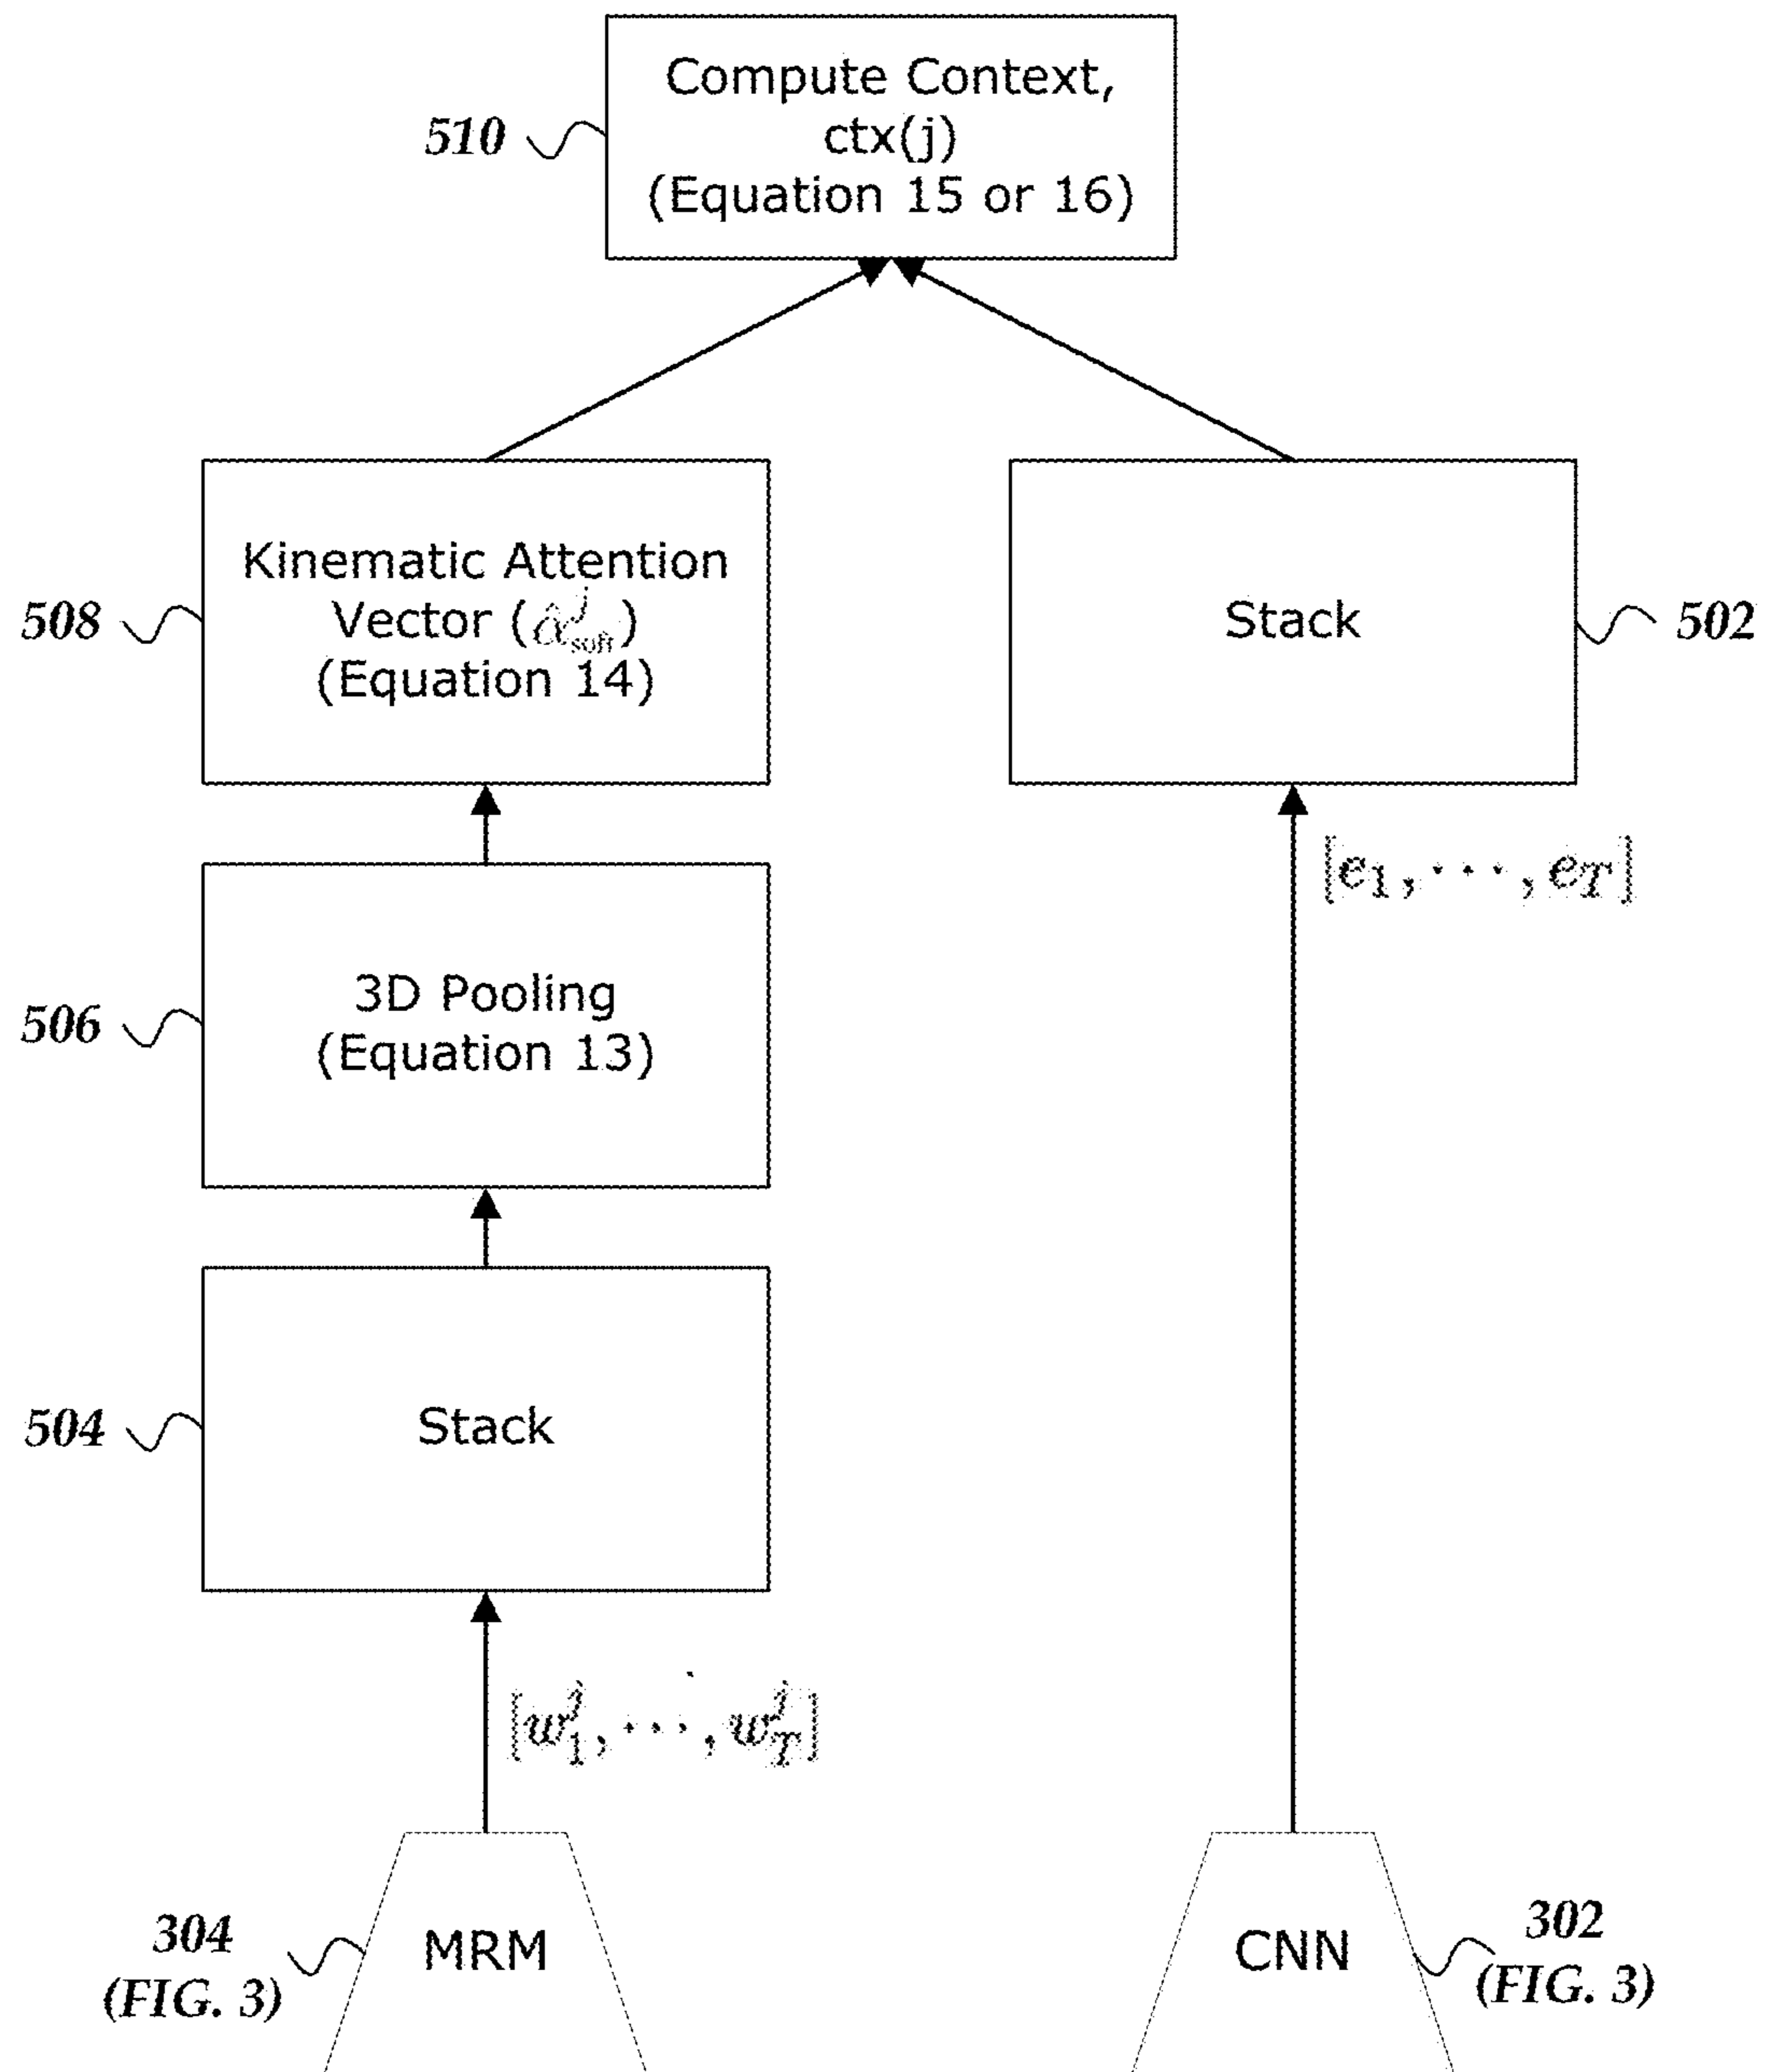 Compute Context,
ctx(j)
(Equation 15 or 16)
510
Kinematic Attention
Vector (α̂ʲ_soft)
(Equation 14)
508
Stack
502
[e₁, ⋯, e_T]
3D Pooling
(Equation 13)
506
Stack
504
[w₁ʲ, ⋯, w_Tʲ]
MRM
304
(FIG. 3)
CNN
302
(FIG. 3)